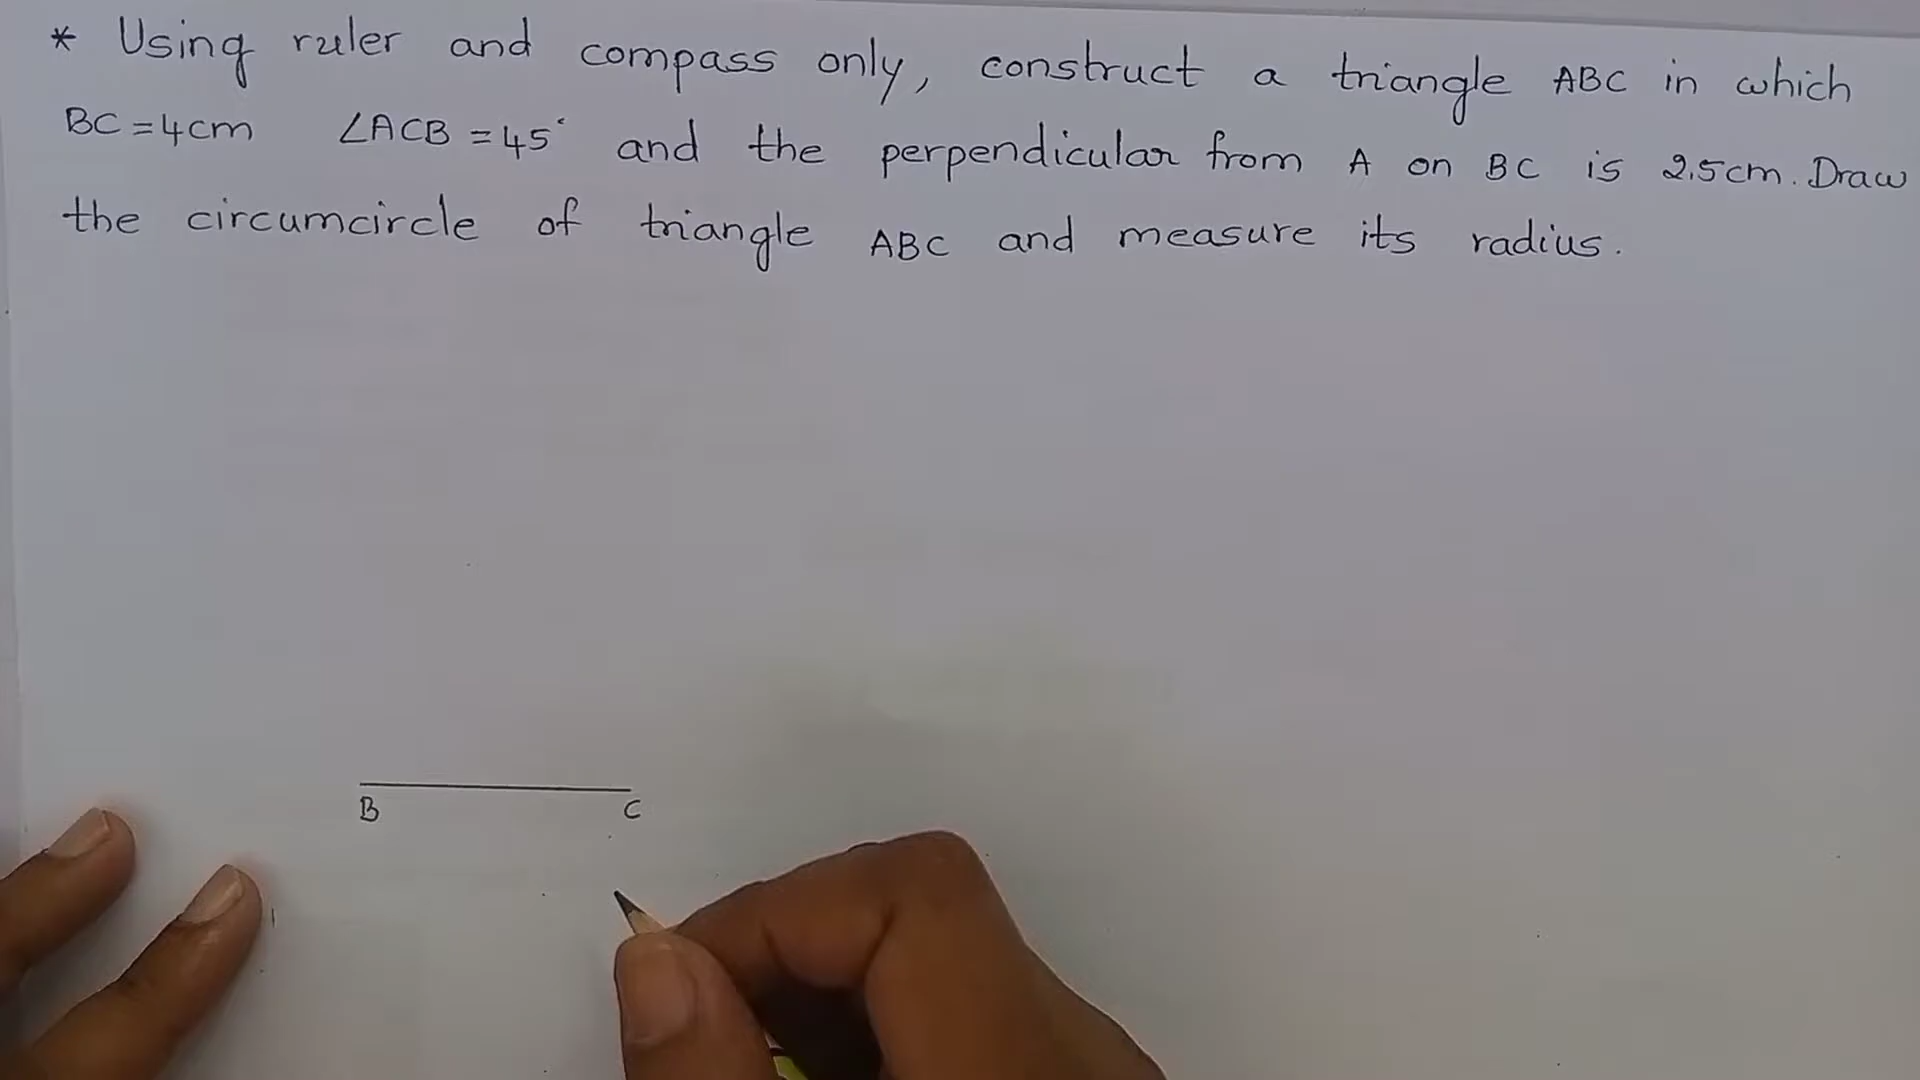 * Using ruler and compass only, construct a triangle ABC in which
BC = 4cm ∠ACB = 45° and the perpendicular from A on BC is 2.5cm. Draw
the circumcircle of triangle ABC and measure its radius.
B C